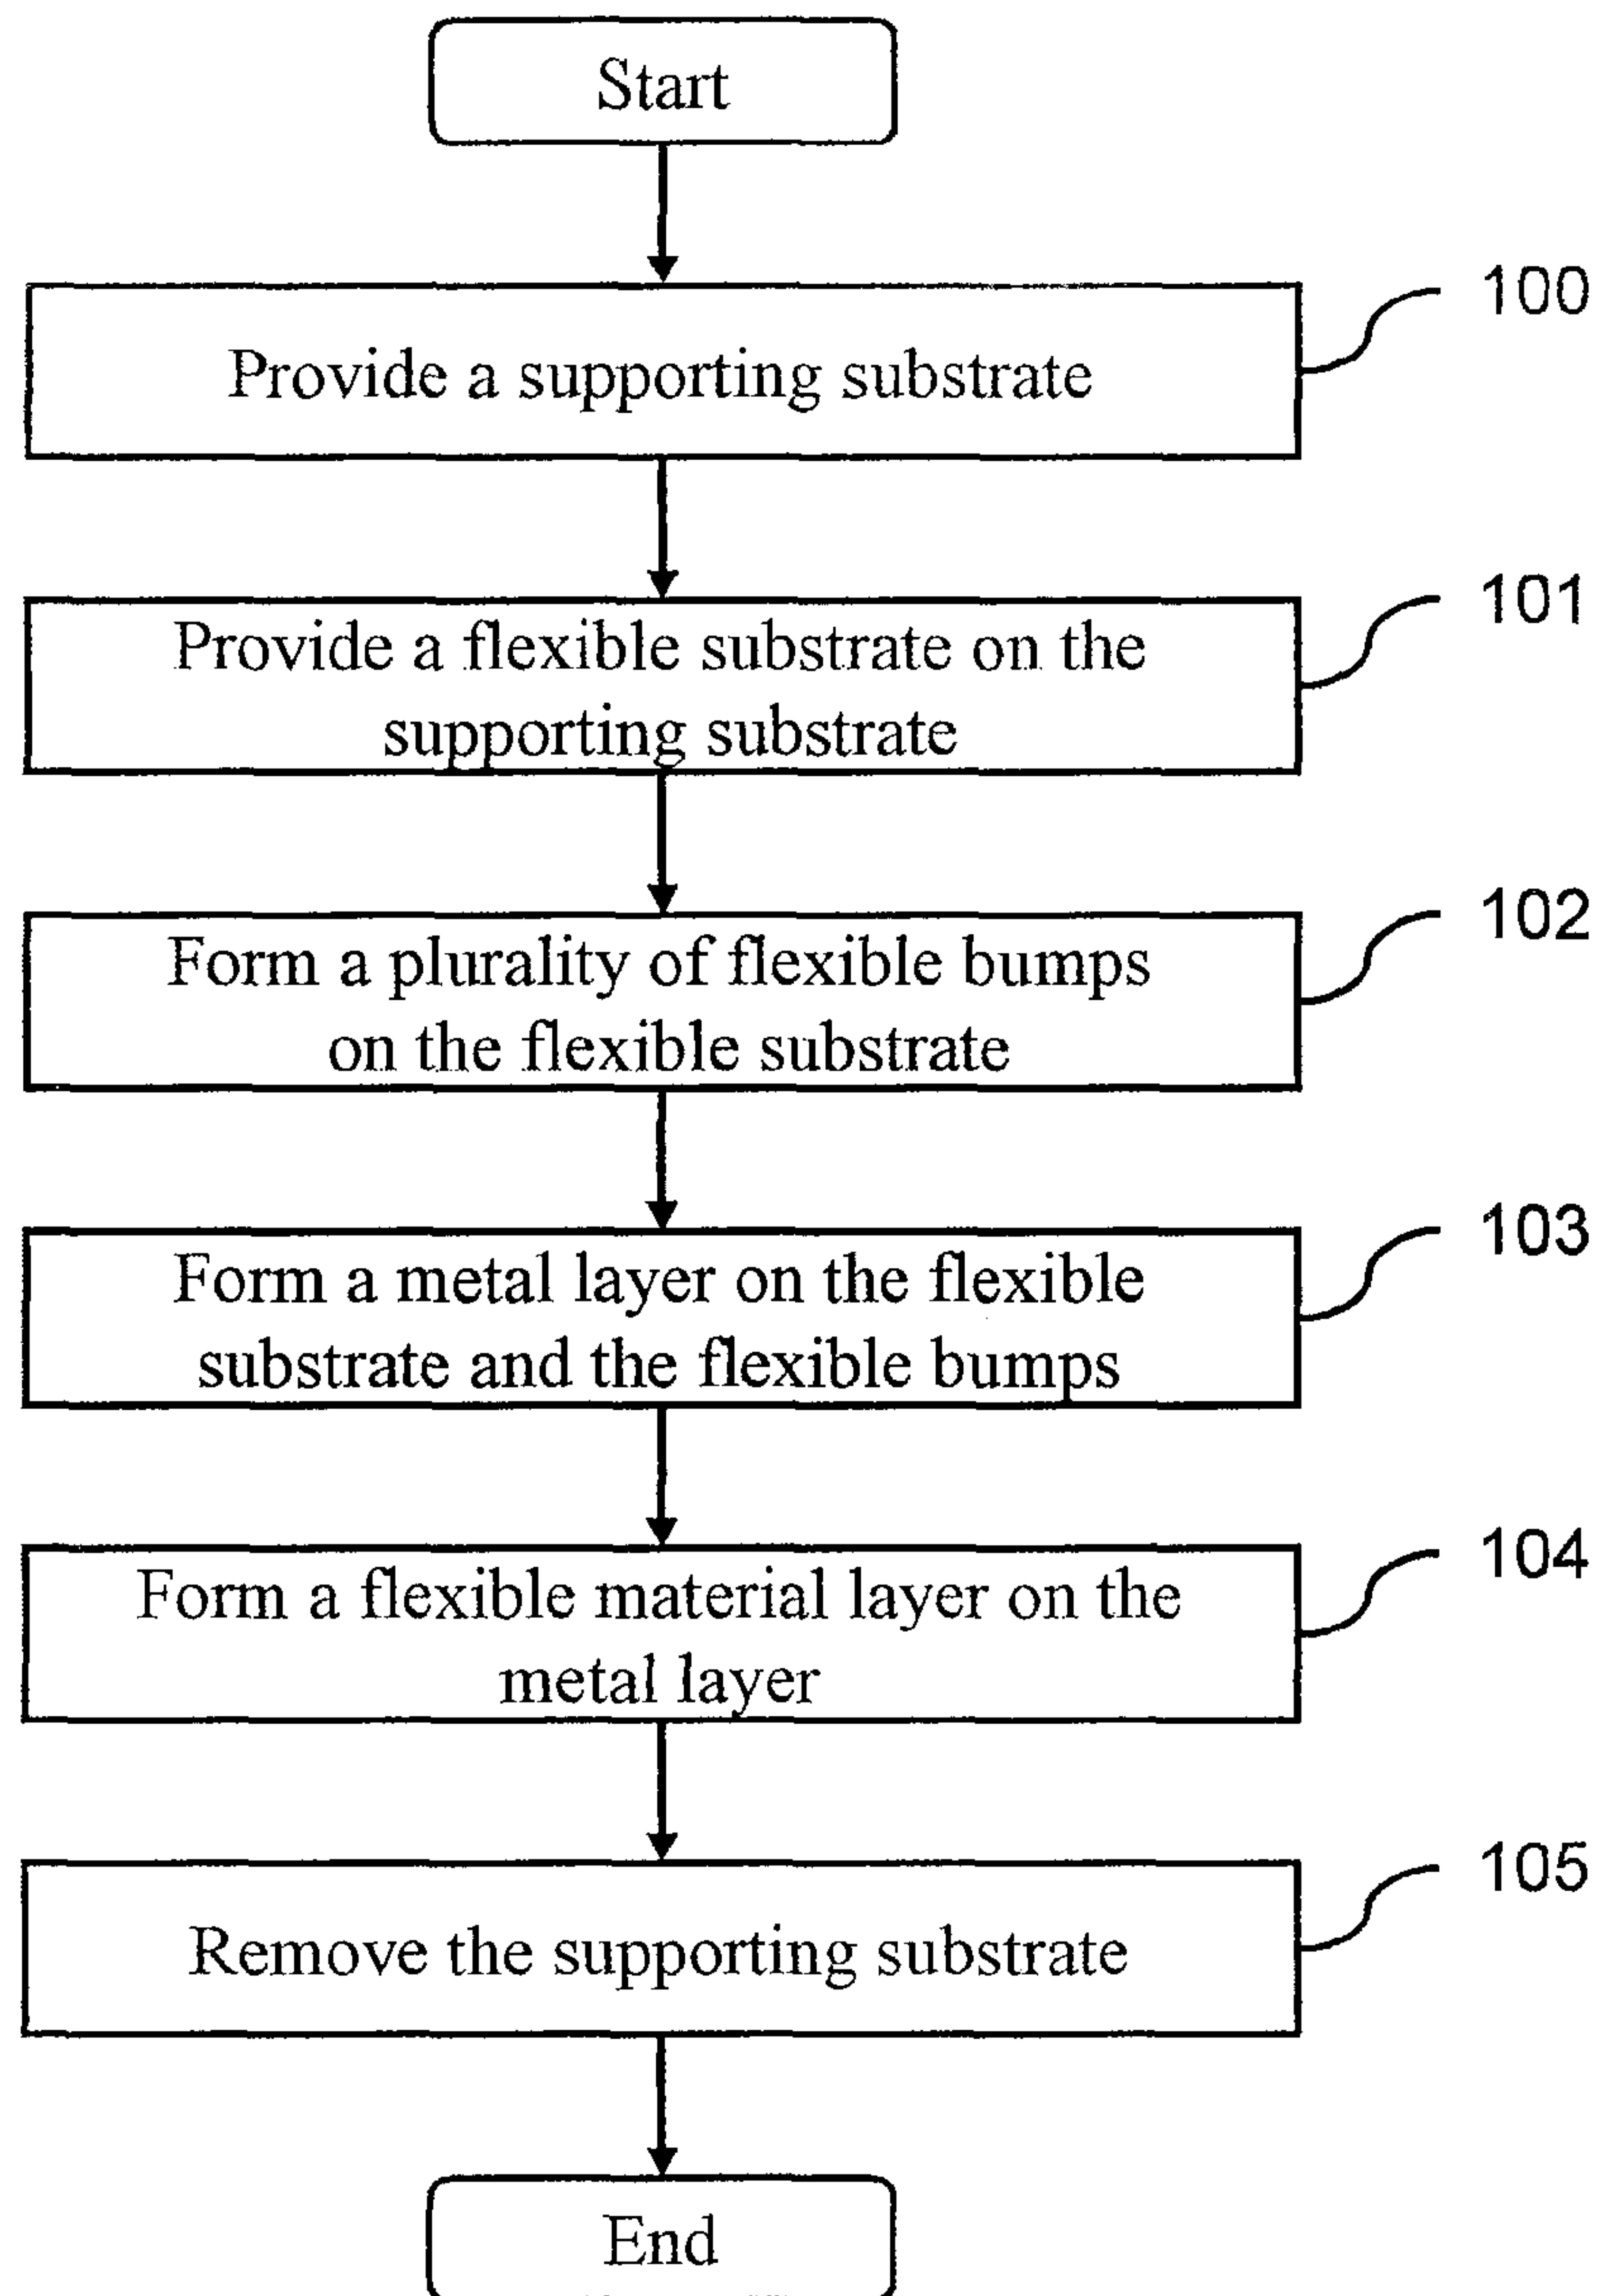 Start
100
Provide a supporting substrate
101
Provide a flexible substrate on the
supporting substrate
102
Form a plurality of flexible bumps
on the flexible substrate
103
Form a metal layer on the flexible
substrate and the flexible bumps
104
Form a flexible material layer on the
metal layer
105
Remove the supporting substrate
End